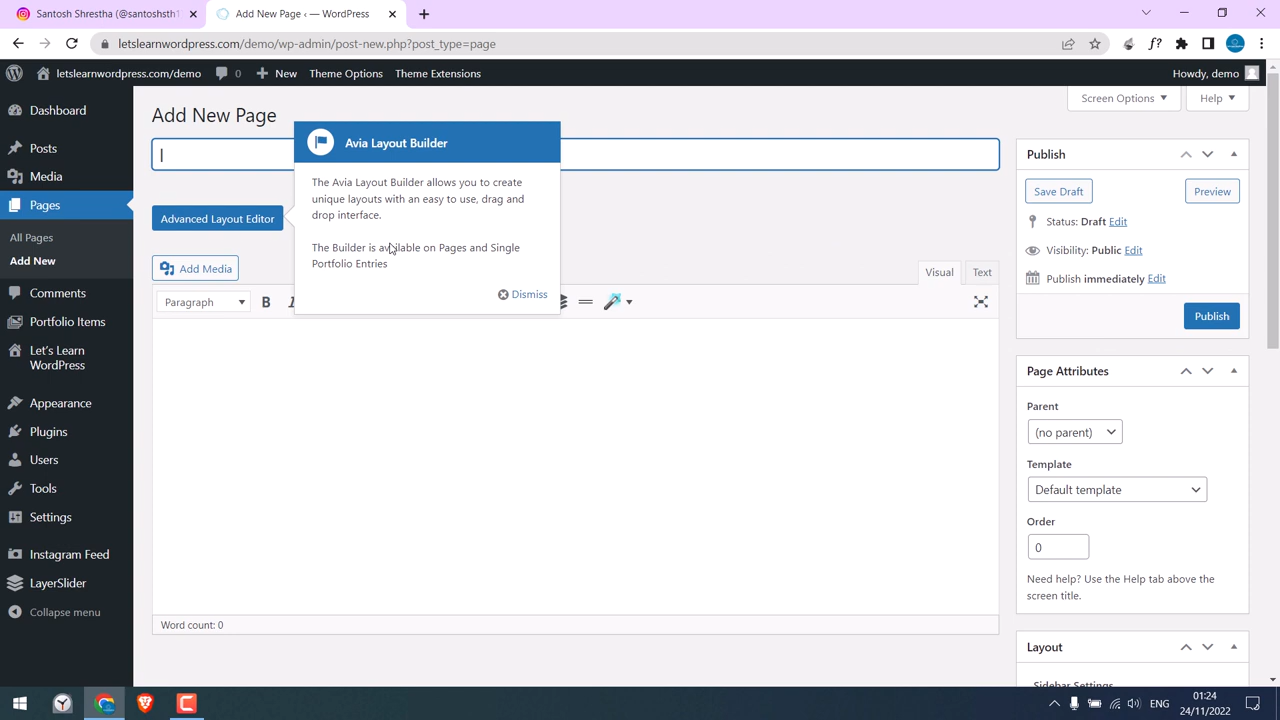 Santosh Shrestha (@santoshsth1
Add New Page ‹ — WordPress
letslearnwordpress.com/demo/wp-admin/post-new.php?post_type=page
letslearnwordpress.com/demo
0
New
Theme Options
Theme Extensions
Howdy, demo
Dashboard
Posts
Media
Pages
All Pages
Add New
Comments
Portfolio Items
Let's Learn
WordPress
Appearance
Plugins
Users
Tools
Settings
Instagram Feed
LayerSlider
Collapse menu
Add New Page
Screen Options
Help
Advanced Layout Editor
Avia Layout Builder
The Avia Layout Builder allows you to create
unique layouts with an easy to use, drag and
drop interface.
The Builder is available on Pages and Single
Portfolio Entries
Dismiss
Add Media
Visual
Text
Paragraph
B
I
Word count: 0
Publish
Save Draft
Preview
Status: Draft Edit
Visibility: Public Edit
Publish immediately Edit
Publish
Page Attributes
Parent
(no parent)
Template
Default template
Order
0
Need help? Use the Help tab above the
screen title.
Layout
Sidebar Settings
ENG
01:24
24/11/2022